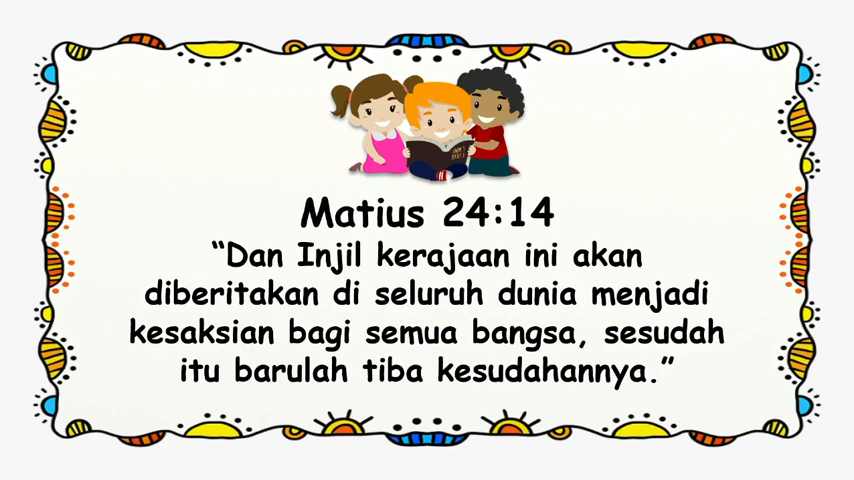 Matius 24:14
“Dan Injil kerajaan ini akan
diberitakan di seluruh dunia menjadi
kesaksian bagi semua bangsa, sesudah
itu barulah tiba kesudahannya.”